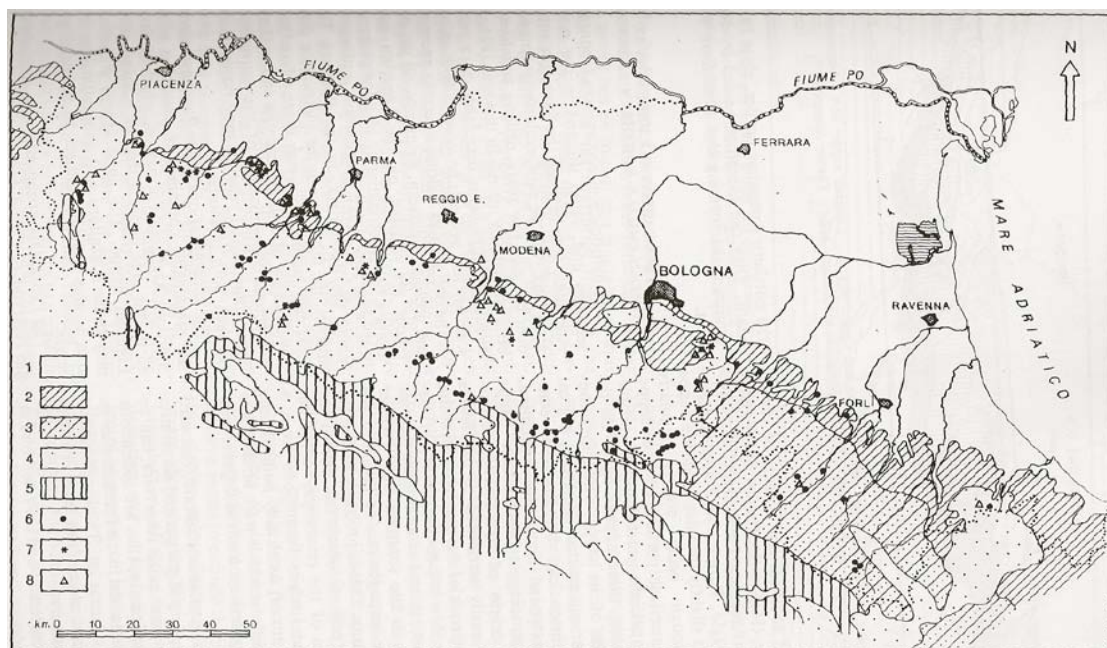 N
FIUME PO
FIUME PO
PIACENZA
PARMA
FERRARA
REGGIO E.
MODENA
BOLOGNA
RAVENNA
FORLÌ
MARE ADRIATICO
1
2
3
4
5
6
7
8
km. 0 10 20 30 40 50